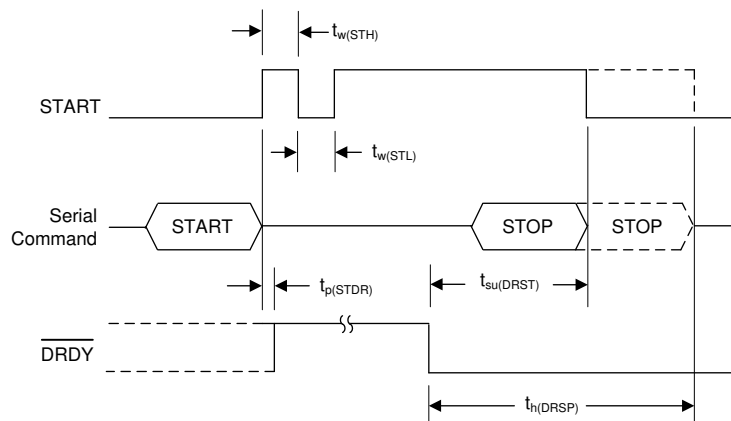 t_w(STH)
START
t_w(STL)
Serial
Command
START
STOP
STOP
t_p(STDR)
t_su(DRST)
DRDY
t_h(DRSP)